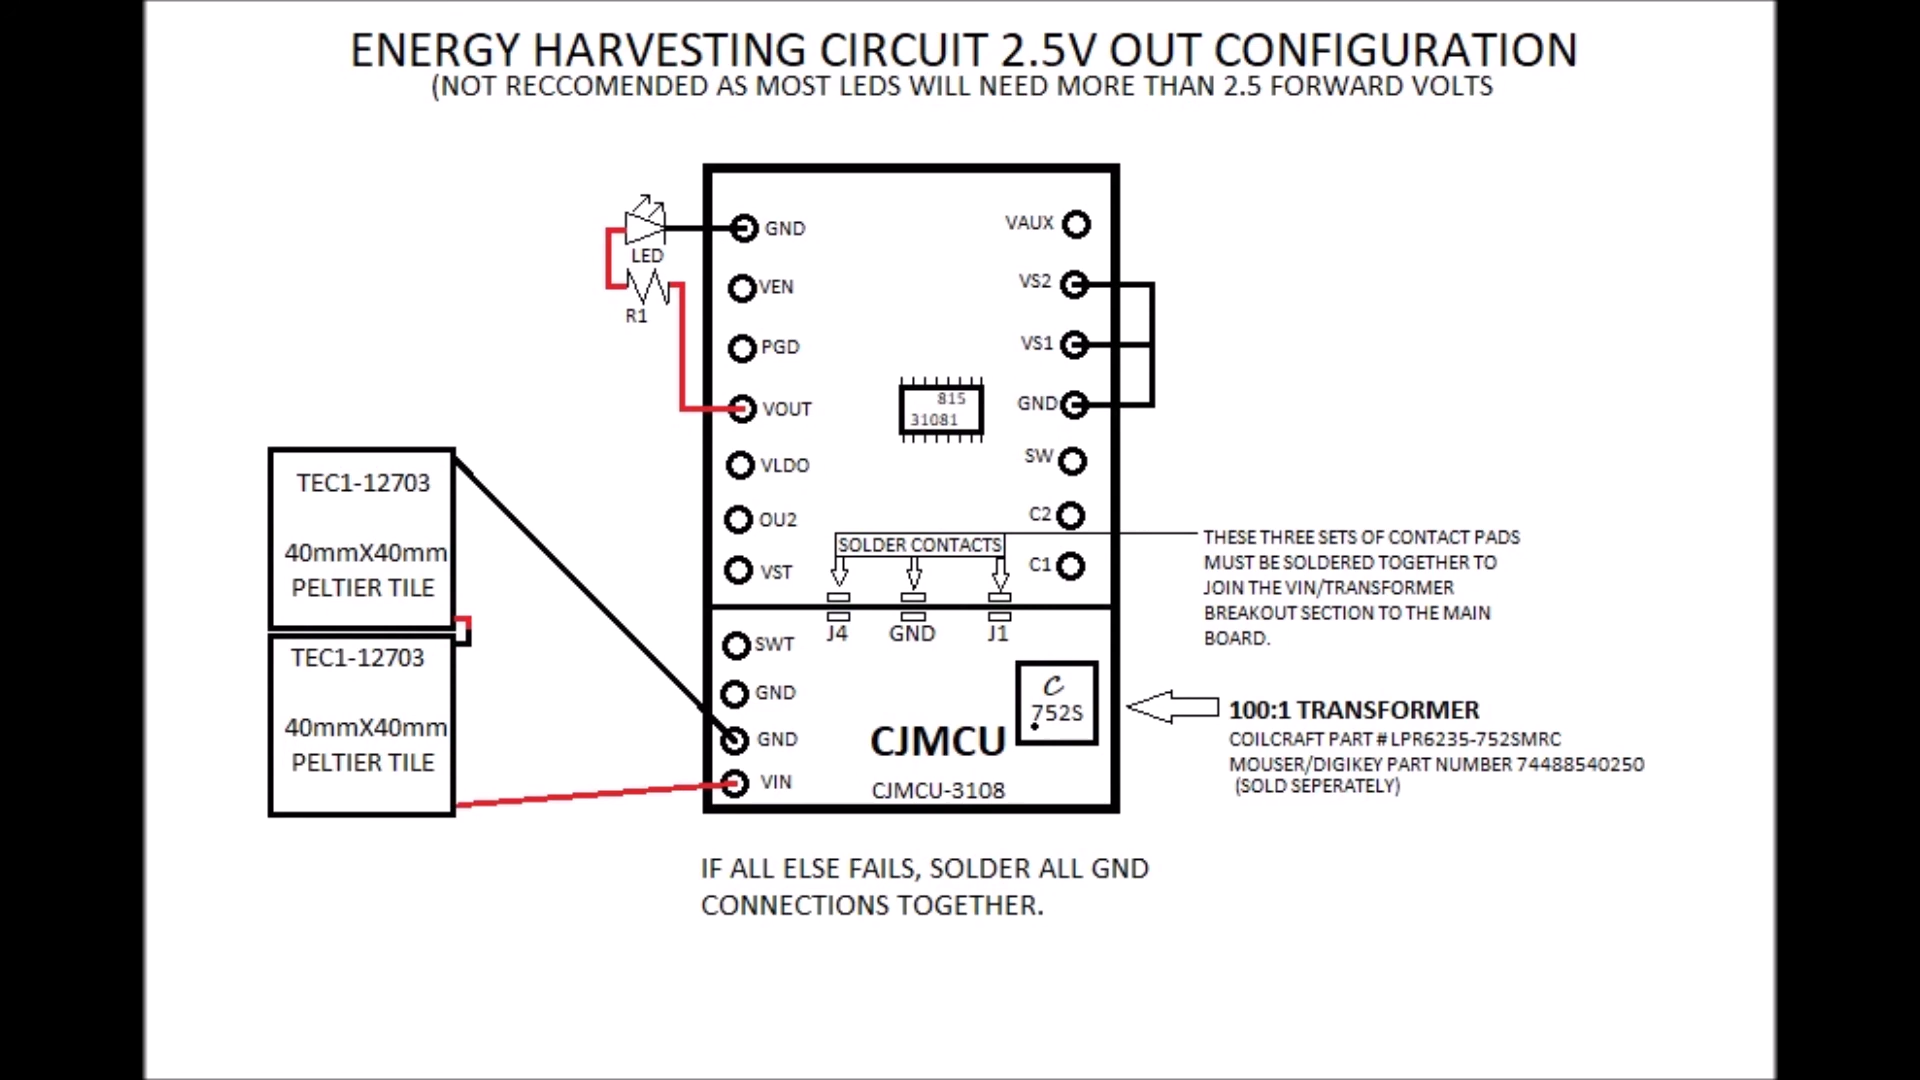 ENERGY HARVESTING CIRCUIT 2.5V OUT CONFIGURATION
(NOT RECCOMENDED AS MOST LEDS WILL NEED MORE THAN 2.5 FORWARD VOLTS
LED
R1
GND
VEN
PGD
VOUT
VLDO
OU2
VST
VAUX
VS2
VS1
GND
SW
C2
C1
815
31081
SOLDER CONTACTS
J4
GND
J1
SWT
GND
GND
VIN
C
752S
CJMCU
CJMCU-3108
TEC1-12703
40mmX40mm
PELTIER TILE
TEC1-12703
40mmX40mm
PELTIER TILE
THESE THREE SETS OF CONTACT PADS
MUST BE SOLDERED TOGETHER TO
JOIN THE VIN/TRANSFORMER
BREAKOUT SECTION TO THE MAIN
BOARD.
100:1 TRANSFORMER
COILCRAFT PART # LPR6235-752SMRC
MOUSER/DIGIKEY PART NUMBER 74488540250
(SOLD SEPERATELY)
IF ALL ELSE FAILS, SOLDER ALL GND
CONNECTIONS TOGETHER.